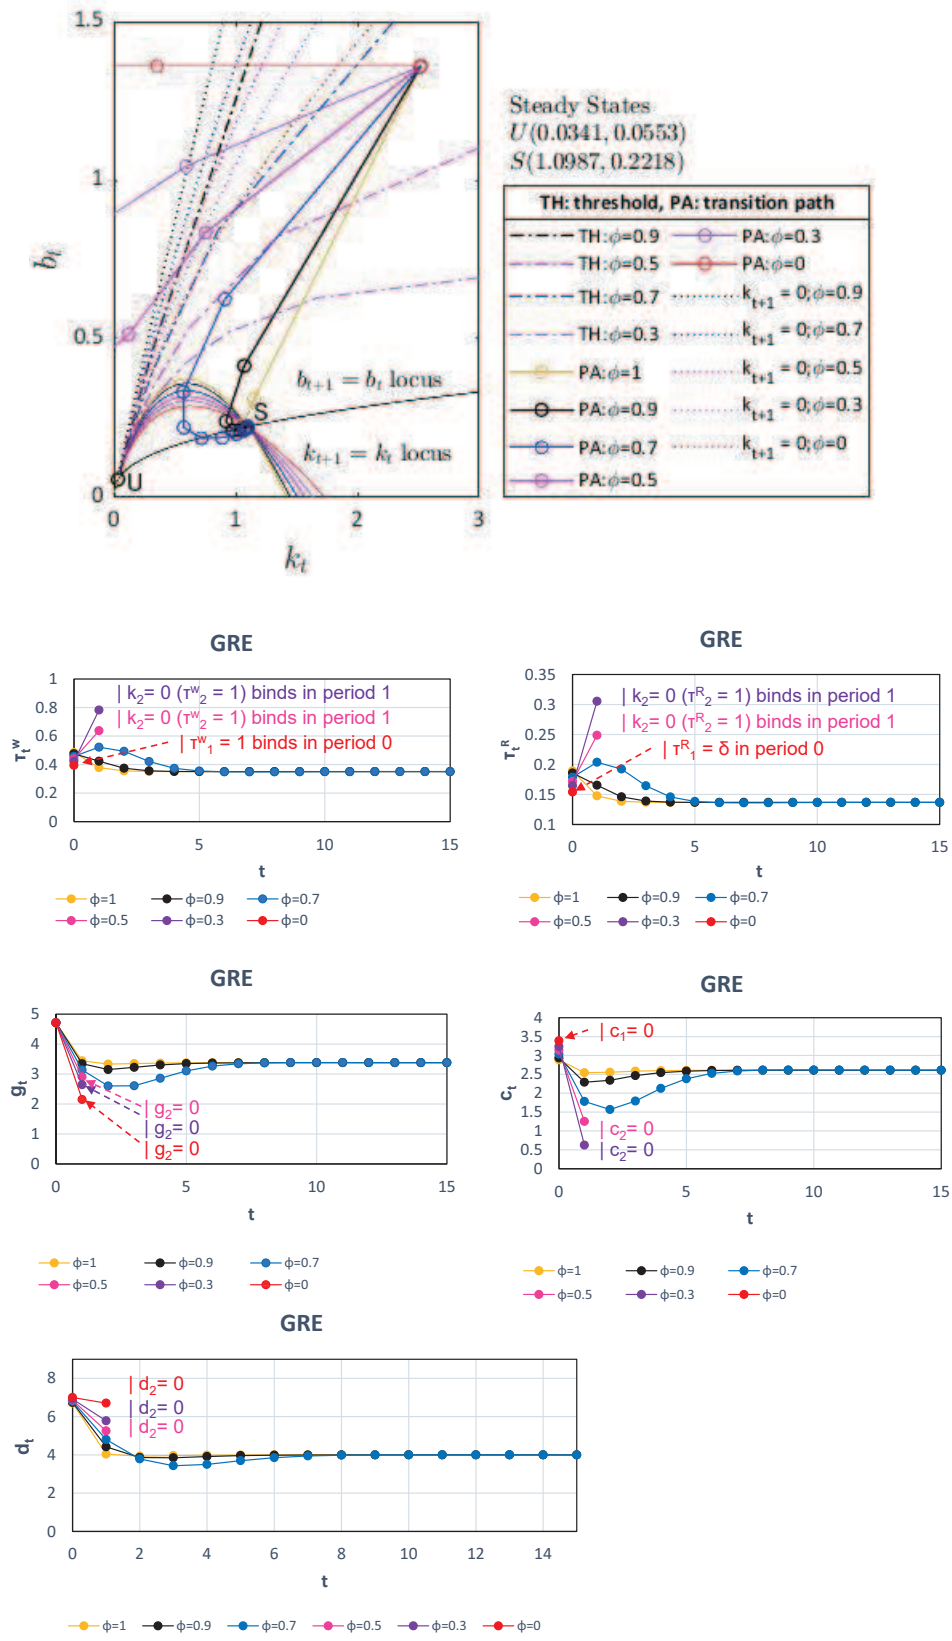 1.5
1
0.5
0
b_t
0
1
2
3
k_t
b_{t+1} = b_t locus
S
k_{t+1} = k_t locus
U
Steady States
U(0.0341, 0.0553)
S(1.0987, 0.2218)
TH: threshold, PA: transition path
TH:ϕ=0.9 PA:ϕ=0.3
TH:ϕ=0.5 PA:ϕ=0
TH:ϕ=0.7 k_{t+1} = 0;ϕ=0.9
TH:ϕ=0.3 k_{t+1} = 0;ϕ=0.7
PA:ϕ=1 k_{t+1} = 0;ϕ=0.5
PA:ϕ=0.9 k_{t+1} = 0;ϕ=0.3
PA:ϕ=0.7 k_{t+1} = 0;ϕ=0
PA:ϕ=0.5
GRE
1
0.8
0.6
0.4
0.2
0
τ_t^w
| k_2= 0 (τ^w_2 = 1) binds in period 1
| k_2= 0 (τ^w_2 = 1) binds in period 1
| τ^w_1 = 1 binds in period 0
0 5 10 15
t
ϕ=1 ϕ=0.9 ϕ=0.7
ϕ=0.5 ϕ=0.3 ϕ=0
GRE
0.35
0.3
0.25
0.2
0.15
0.1
τ_t^R
| k_2= 0 (τ^R_2 = 1) binds in period 1
| k_2= 0 (τ^R_2 = 1) binds in period 1
| τ^R_1 = δ in period 0
0 5 10 15
t
ϕ=1 ϕ=0.9 ϕ=0.7
ϕ=0.5 ϕ=0.3 ϕ=0
GRE
5
4
3
2
1
0
g_t
| g_2= 0
| g_2= 0
| g_2= 0
0 5 10 15
t
ϕ=1 ϕ=0.9 ϕ=0.7
ϕ=0.5 ϕ=0.3 ϕ=0
GRE
4
3.5
3
2.5
2
1.5
1
0.5
0
c_t
| c_1= 0
| c_2= 0
| c_2= 0
0 5 10 15
t
ϕ=1 ϕ=0.9 ϕ=0.7
ϕ=0.5 ϕ=0.3 ϕ=0
GRE
8
6
4
2
0
d_t
| d_2= 0
| d_2= 0
| d_2= 0
0 2 4 6 8 10 12 14
t
ϕ=1 ϕ=0.9 ϕ=0.7 ϕ=0.5 ϕ=0.3 ϕ=0